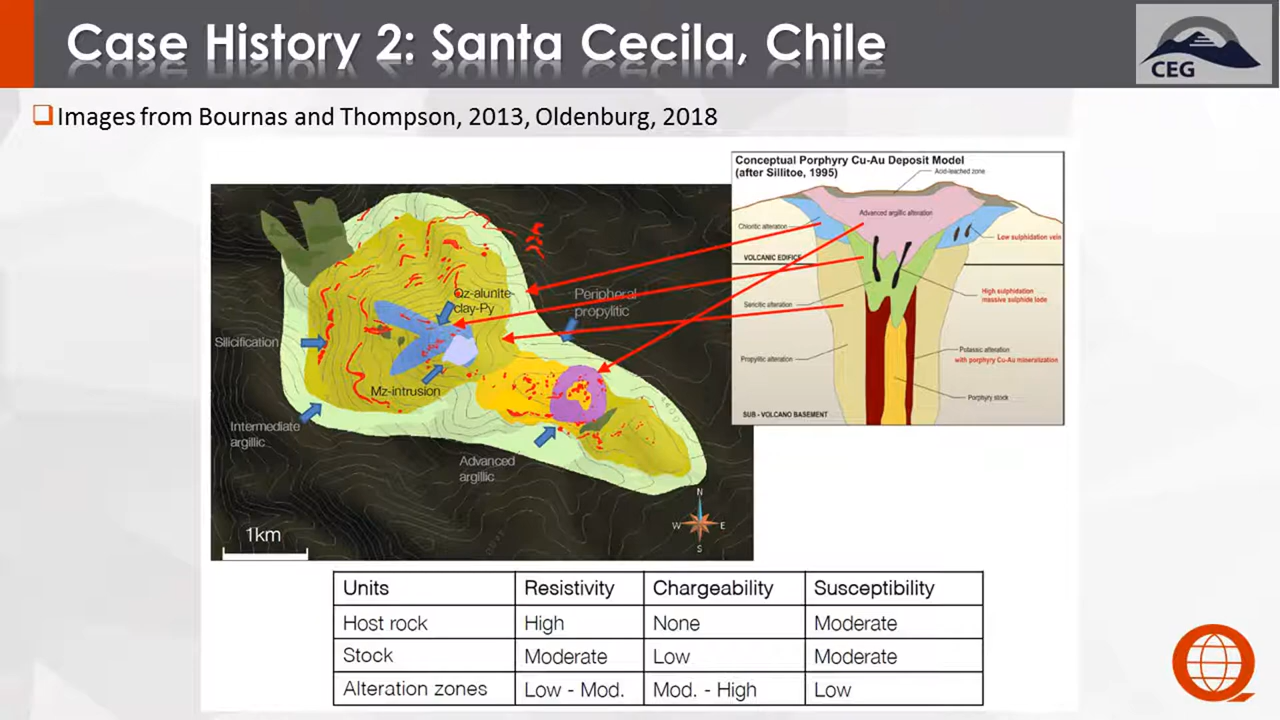 Case History 2: Santa Cecila, Chile
CEG
Images from Bournas and Thompson, 2013, Oldenburg, 2018
Conceptual Porphyry Cu-Au Deposit Model
(after Sillitoe, 1995)
Acid-leached zone
Advanced argillic alteration
Chloritic alteration
Low sulphidation vein
VOLCANIC EDIFICE
High sulphidation
massive sulphide lode
Sericitic alteration
Potassic alteration
with porphyry Cu-Au mineralization
Propyllitic alteration
Porphyry stock
SUB - VOLCANO BASEMENT
Qz-alunite
clay-Py
Peripheral
propylitic
Silicification
Mz-intrusion
Intermediate
argillic
Advanced
argillic
N
W E
S
1km
Units Resistivity Chargeability Susceptibility
Host rock High None Moderate
Stock Moderate Low Moderate
Alteration zones Low - Mod. Mod. - High Low